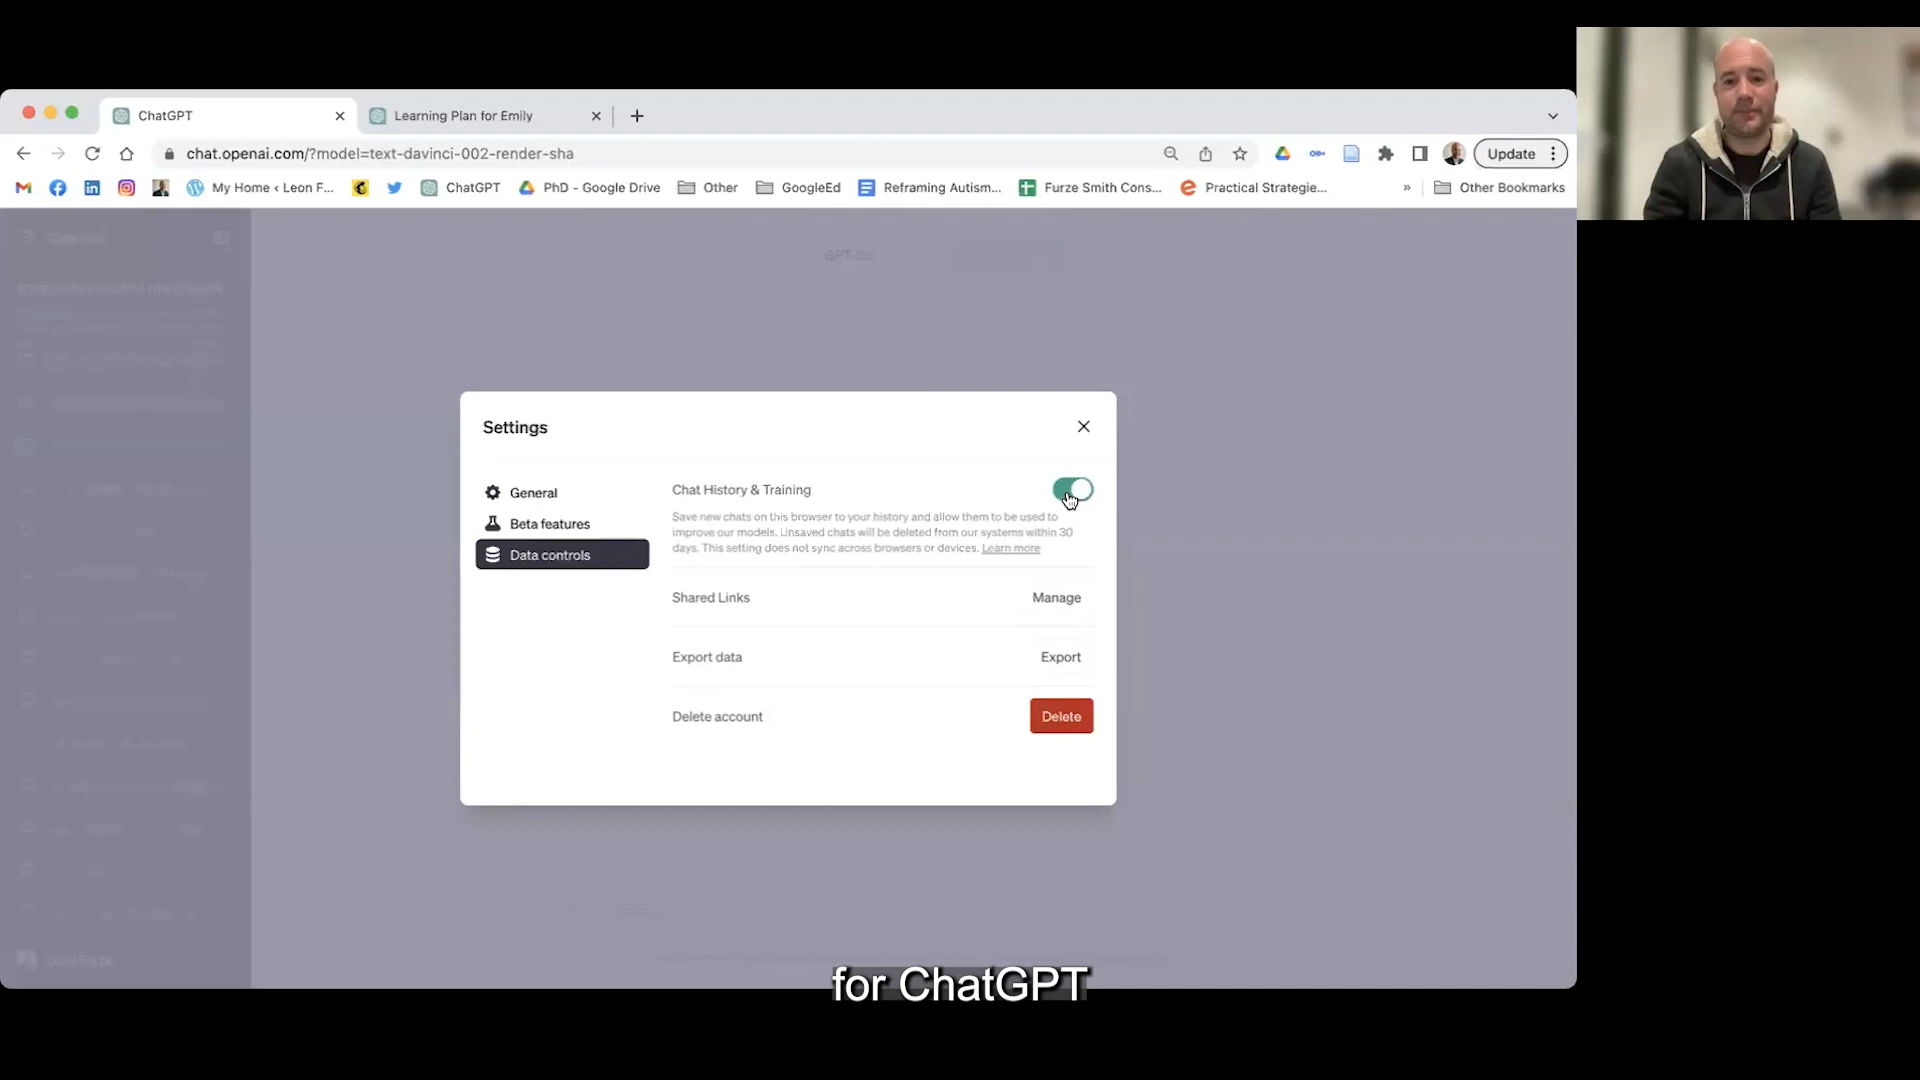 ChatGPT
Learning Plan for Emily
chat.openai.com/?model=text-davinci-002-render-sha
Update
My Home ‹ Leon F...
ChatGPT
PhD - Google Drive
Other
GoogleEd
Reframing Autism...
Furze Smith Cons...
Practical Strategie...
»
Other Bookmarks
Settings
General
Beta features
Data controls
Chat History & Training
Save new chats on this browser to your history and allow them to be used to
improve our models. Unsaved chats will be deleted from our systems within 30
days. This setting does not sync across browsers or devices. Learn more
Shared Links
Manage
Export data
Export
Delete account
Delete
for ChatGPT